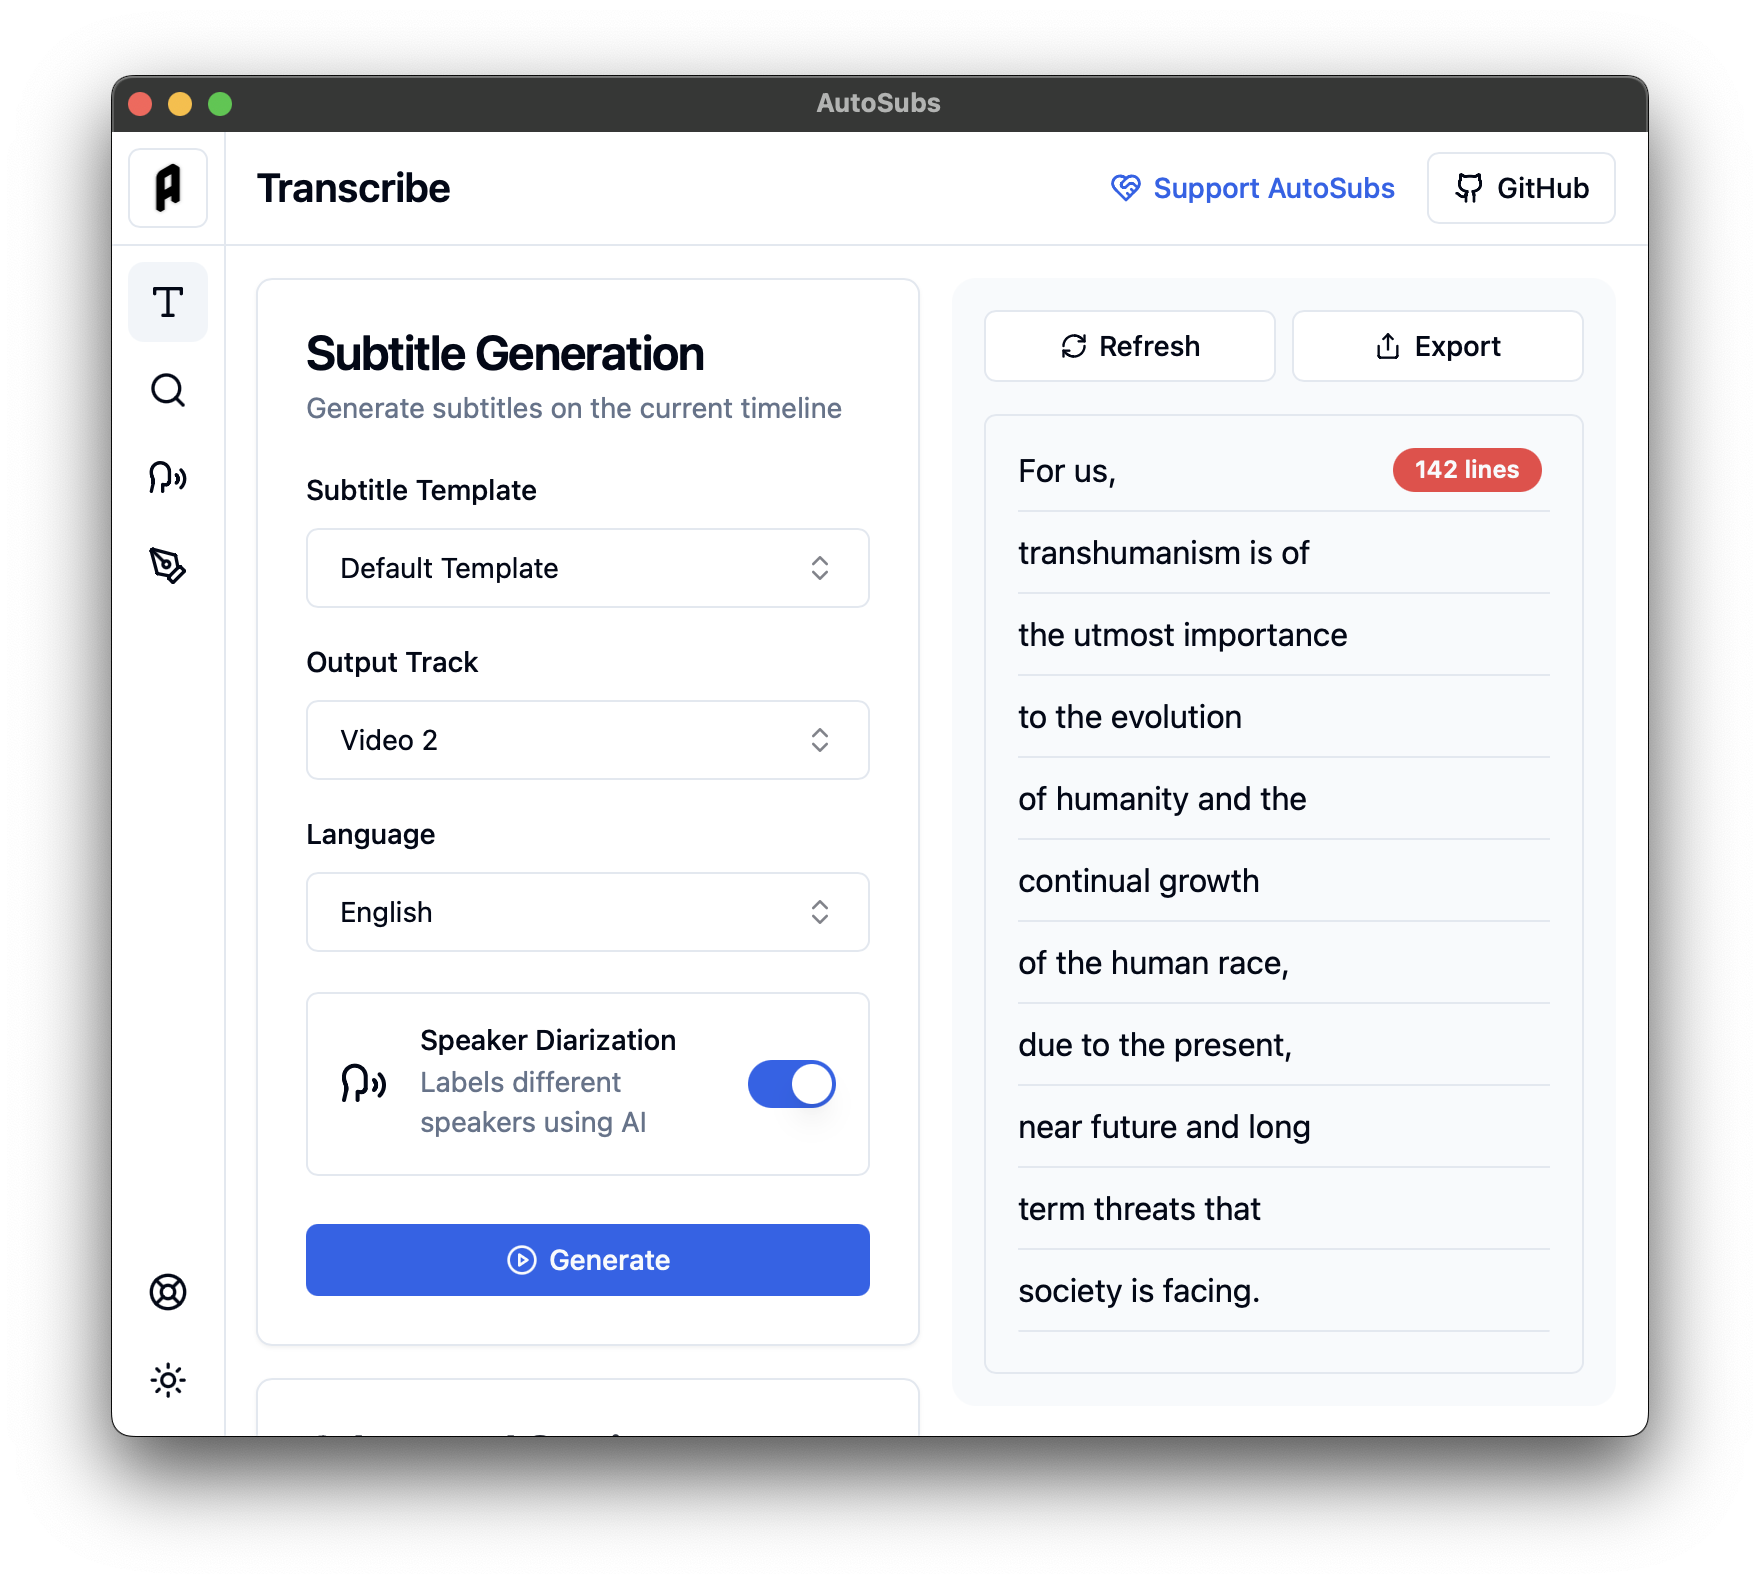 AutoSubs
Transcribe
Support AutoSubs
GitHub
Subtitle Generation
Generate subtitles on the current timeline
Subtitle Template
Default Template
Output Track
Video 2
Language
English
Speaker Diarization
Labels different
speakers using AI
Generate
Refresh
Export
For us,
142 lines
transhumanism is of
the utmost importance
to the evolution
of humanity and the
continual growth
of the human race,
due to the present,
near future and long
term threats that
society is facing.